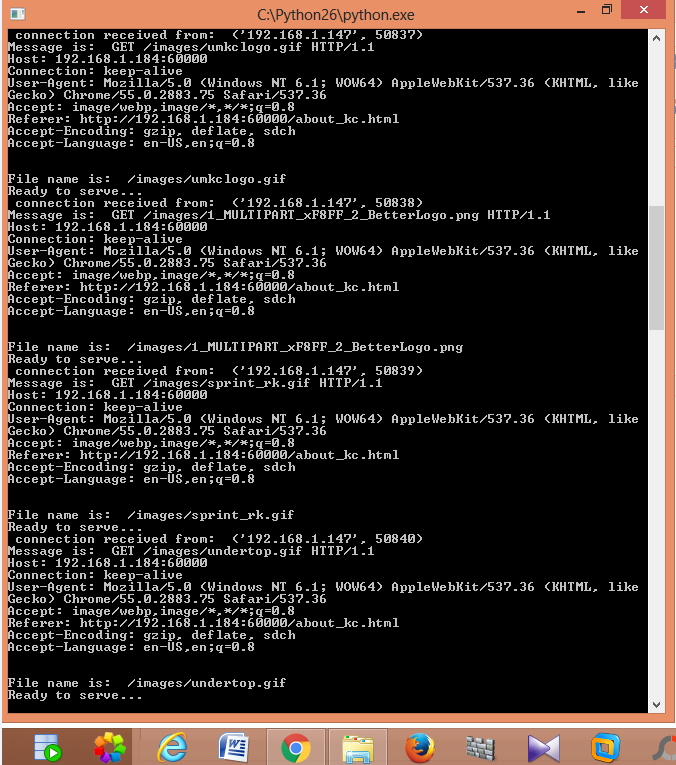 C:\Python26\python.exe
connection received from:  ('192.168.1.147', 50837)
Message is:  GET /images/umkclogo.gif HTTP/1.1
Host: 192.168.1.184:60000
Connection: keep-alive
User-Agent: Mozilla/5.0 (Windows NT 6.1; WOW64) AppleWebKit/537.36 (KHTML, like
Gecko) Chrome/55.0.2883.75 Safari/537.36
Accept: image/webp,image/*,*/*;q=0.8
Referer: http://192.168.1.184:60000/about_kc.html
Accept-Encoding: gzip, deflate, sdch
Accept-Language: en-US,en;q=0.8
File name is:  /images/umkclogo.gif
Ready to serve...
connection received from:  ('192.168.1.147', 50838)
Message is:  GET /images/1_MULTIPART_xF8FF_2_BetterLogo.png HTTP/1.1
Host: 192.168.1.184:60000
Connection: keep-alive
User-Agent: Mozilla/5.0 (Windows NT 6.1; WOW64) AppleWebKit/537.36 (KHTML, like
Gecko) Chrome/55.0.2883.75 Safari/537.36
Accept: image/webp,image/*,*/*;q=0.8
Referer: http://192.168.1.184:60000/about_kc.html
Accept-Encoding: gzip, deflate, sdch
Accept-Language: en-US,en;q=0.8
File name is:  /images/1_MULTIPART_xF8FF_2_BetterLogo.png
Ready to serve...
connection received from:  ('192.168.1.147', 50839)
Message is:  GET /images/sprint_rk.gif HTTP/1.1
Host: 192.168.1.184:60000
Connection: keep-alive
User-Agent: Mozilla/5.0 (Windows NT 6.1; WOW64) AppleWebKit/537.36 (KHTML, like
Gecko) Chrome/55.0.2883.75 Safari/537.36
Accept: image/webp,image/*,*/*;q=0.8
Referer: http://192.168.1.184:60000/about_kc.html
Accept-Encoding: gzip, deflate, sdch
Accept-Language: en-US,en;q=0.8
File name is:  /images/sprint_rk.gif
Ready to serve...
connection received from:  ('192.168.1.147', 50840)
Message is:  GET /images/undertop.gif HTTP/1.1
Host: 192.168.1.184:60000
Connection: keep-alive
User-Agent: Mozilla/5.0 (Windows NT 6.1; WOW64) AppleWebKit/537.36 (KHTML, like
Gecko) Chrome/55.0.2883.75 Safari/537.36
Accept: image/webp,image/*,*/*;q=0.8
Referer: http://192.168.1.184:60000/about_kc.html
Accept-Encoding: gzip, deflate, sdch
Accept-Language: en-US,en;q=0.8
File name is:  /images/undertop.gif
Ready to serve...